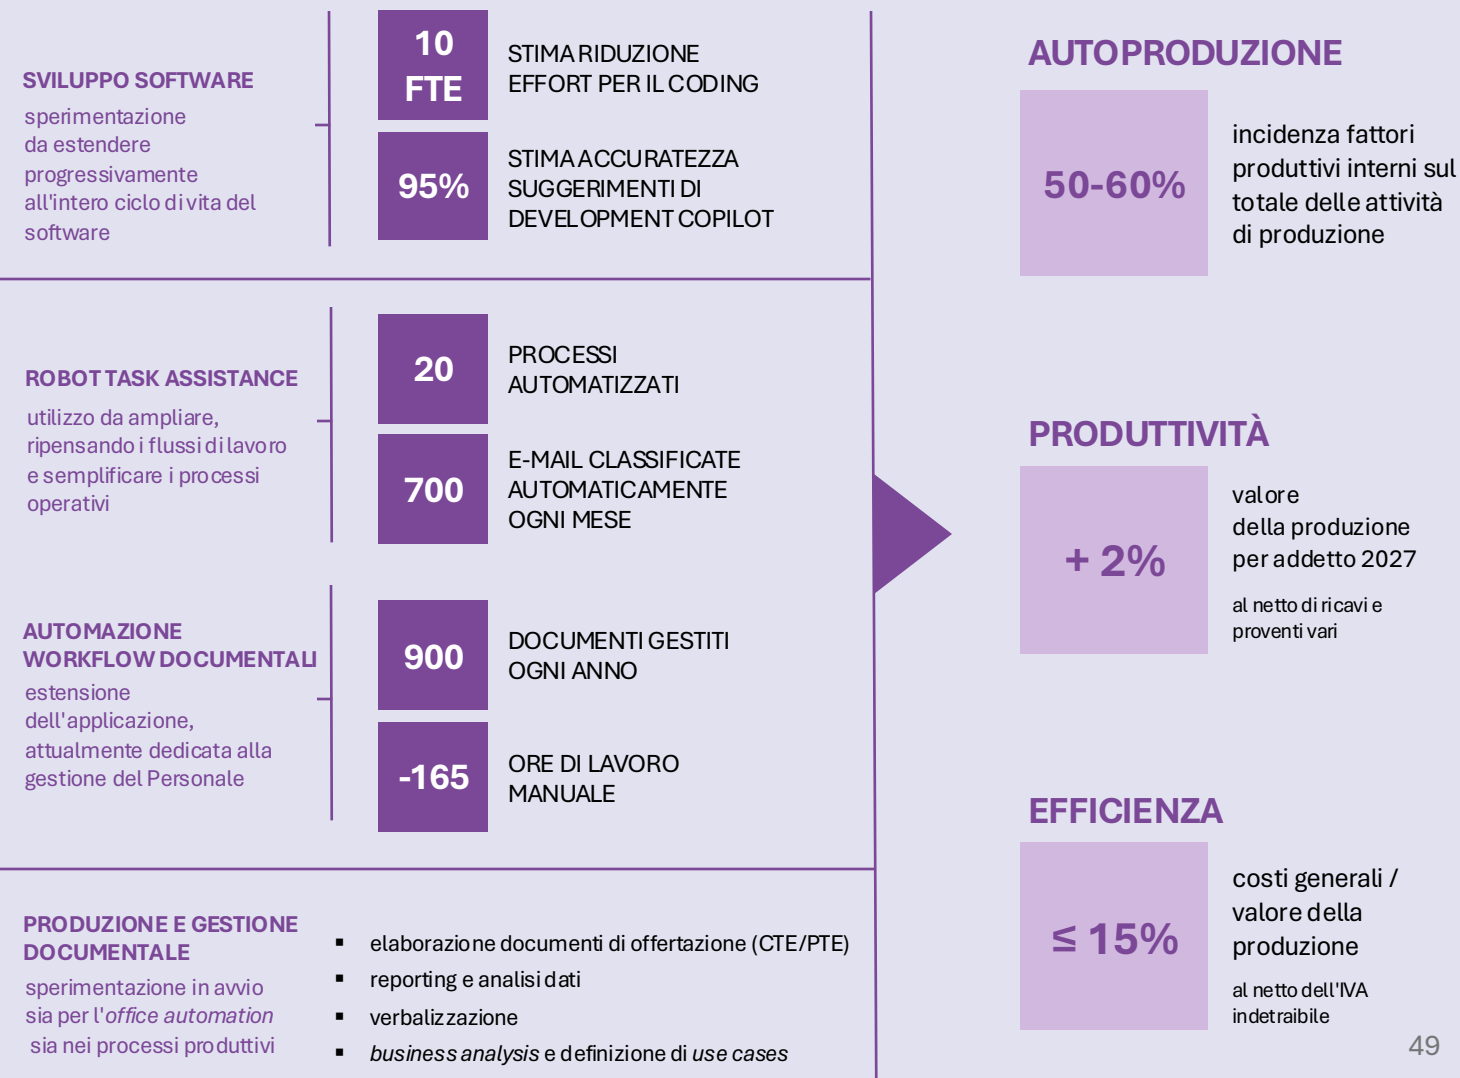 SVILUPPO SOFTWARE
sperimentazione
da estendere
progressivamente
all'intero ciclo di vita del
software
10
FTE
STIMA RIDUZIONE
EFFORT PER IL CODING
95%
STIMA ACCURATEZZA
SUGGERIMENTI DI
DEVELOPMENT COPILOT
ROBOT TASK ASSISTANCE
utilizzo da ampliare,
ripensando i flussi di lavoro
e semplificare i processi
operativi
20
PROCESSI
AUTOMATIZZATI
700
E-MAIL CLASSIFICATE
AUTOMATICAMENTE
OGNI MESE
AUTOMAZIONE
WORKFLOW DOCUMENTALI
estensione
dell'applicazione,
attualmente dedicata alla
gestione del Personale
900
DOCUMENTI GESTITI
OGNI ANNO
-165
ORE DI LAVORO
MANUALE
PRODUZIONE E GESTIONE
DOCUMENTALE
sperimentazione in avvio
sia per l'office automation
sia nei processi produttivi
▪ elaborazione documenti di offertazione (CTE/PTE)
▪ reporting e analisi dati
▪ verbalizzazione
▪ business analysis e definizione di use cases
AUTOPRODUZIONE
50-60%
incidenza fattori
produttivi interni sul
totale delle attività
di produzione
PRODUTTIVITÀ
+ 2%
valore
della produzione
per addetto 2027
al netto di ricavi e
proventi vari
EFFICIENZA
≤ 15%
costi generali /
valore della
produzione
al netto dell'IVA
indetraibile
49